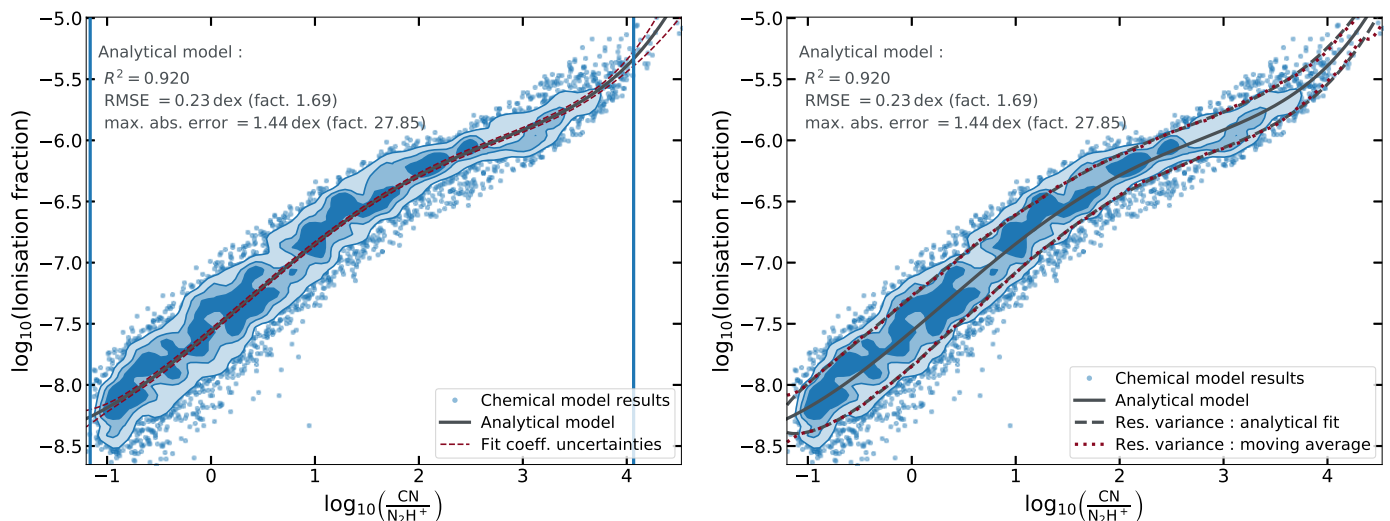 Analytical model :
R² = 0.920
RMSE = 0.23 dex (fact. 1.69)
max. abs. error = 1.44 dex (fact. 27.85)
log₁₀(Ionisation fraction)
−5.0
−5.5
−6.0
−6.5
−7.0
−7.5
−8.0
−8.5
Chemical model results
Analytical model
Fit coeff. uncertainties
−1 0 1 2 3 4
log₁₀(CN/N₂H⁺)
Analytical model :
R² = 0.920
RMSE = 0.23 dex (fact. 1.69)
max. abs. error = 1.44 dex (fact. 27.85)
log₁₀(Ionisation fraction)
−5.0
−5.5
−6.0
−6.5
−7.0
−7.5
−8.0
−8.5
Chemical model results
Analytical model
Res. variance : analytical fit
Res. variance : moving average
−1 0 1 2 3 4
log₁₀(CN/N₂H⁺)